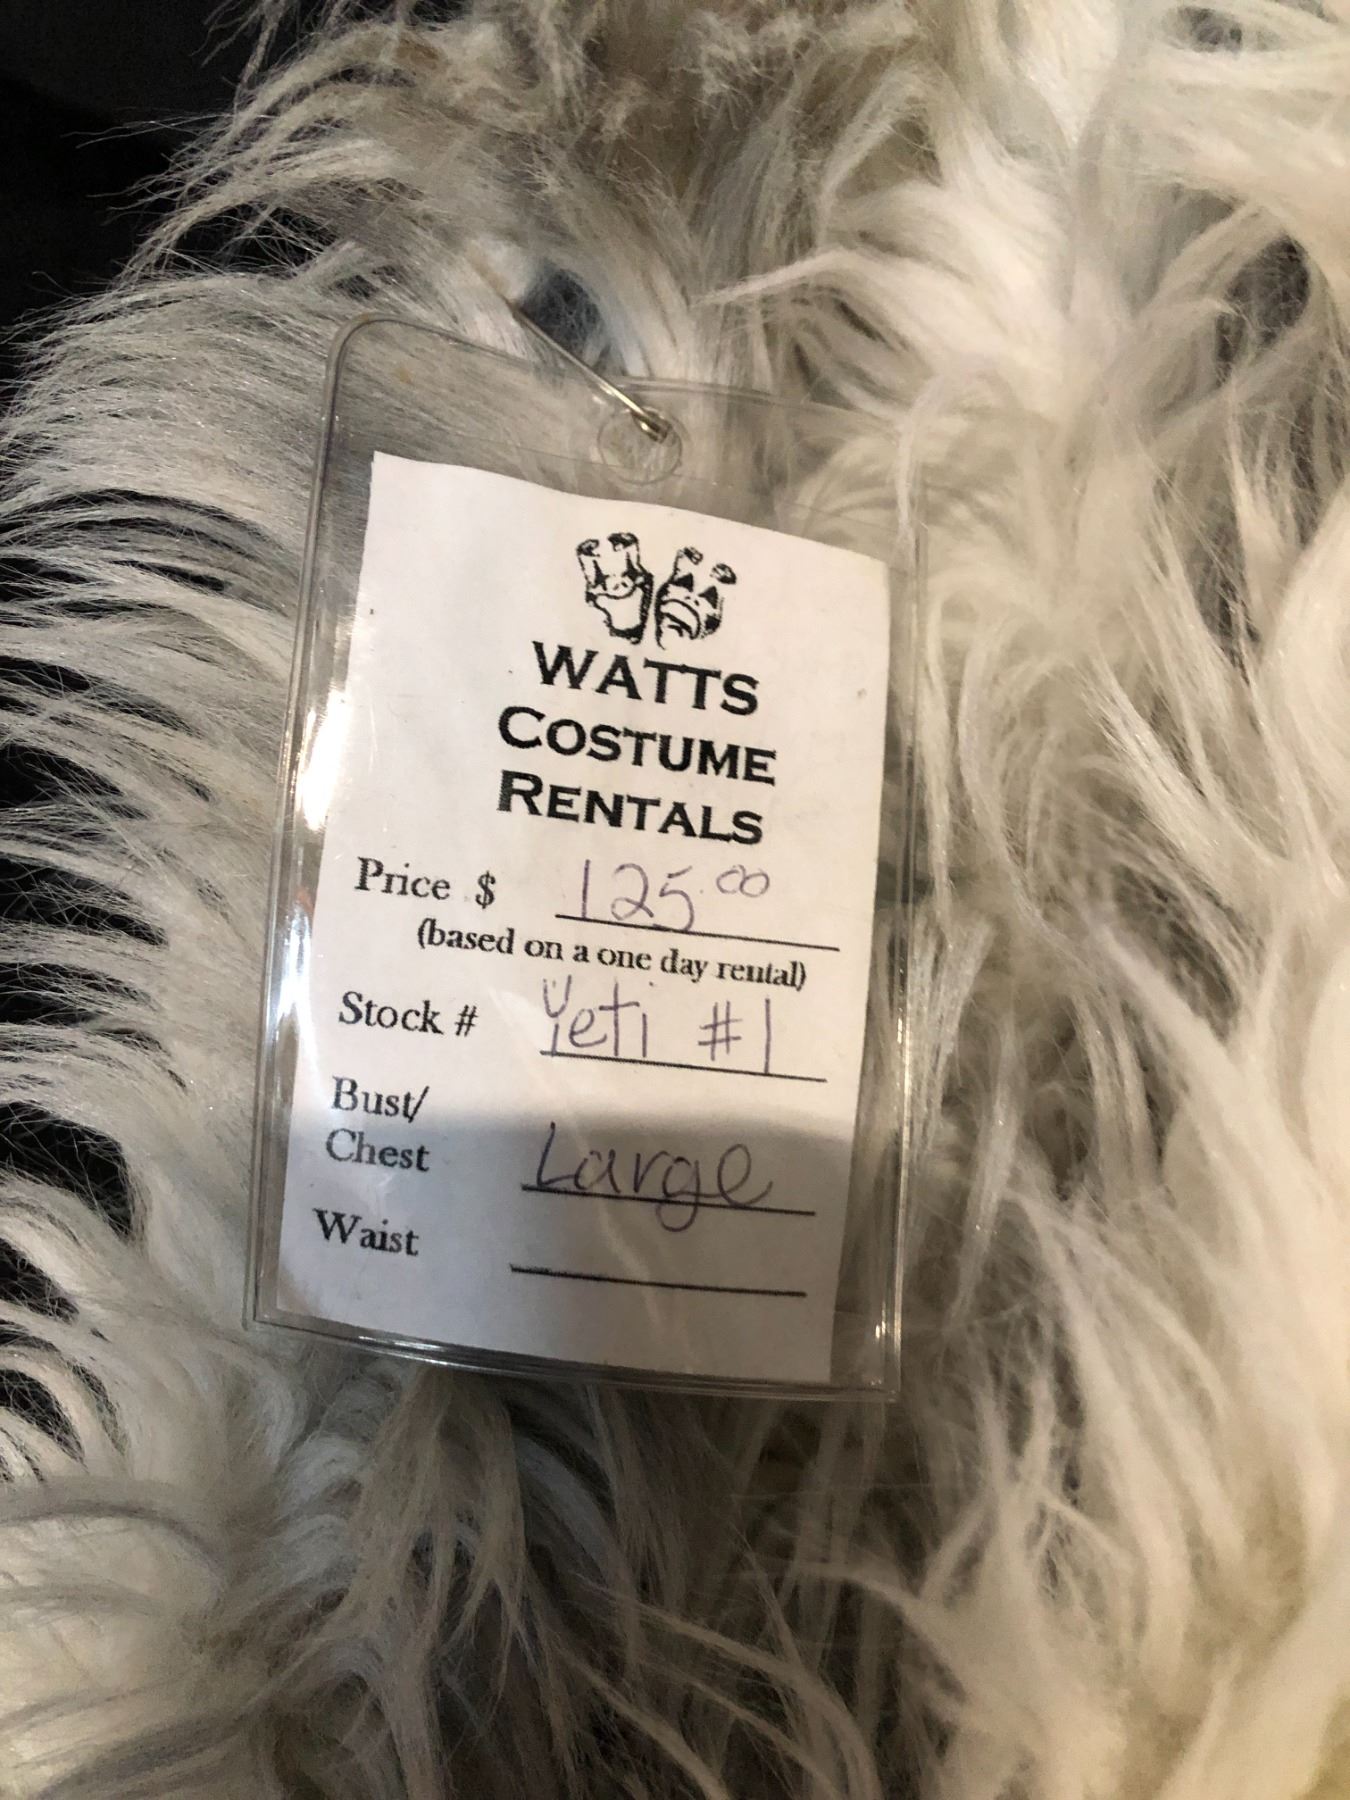 WATTS
COSTUME
RENTALS
Price $ 125.00
(based on a one day rental)
Stock # Yeti #1
Bust/
Chest Large
Waist